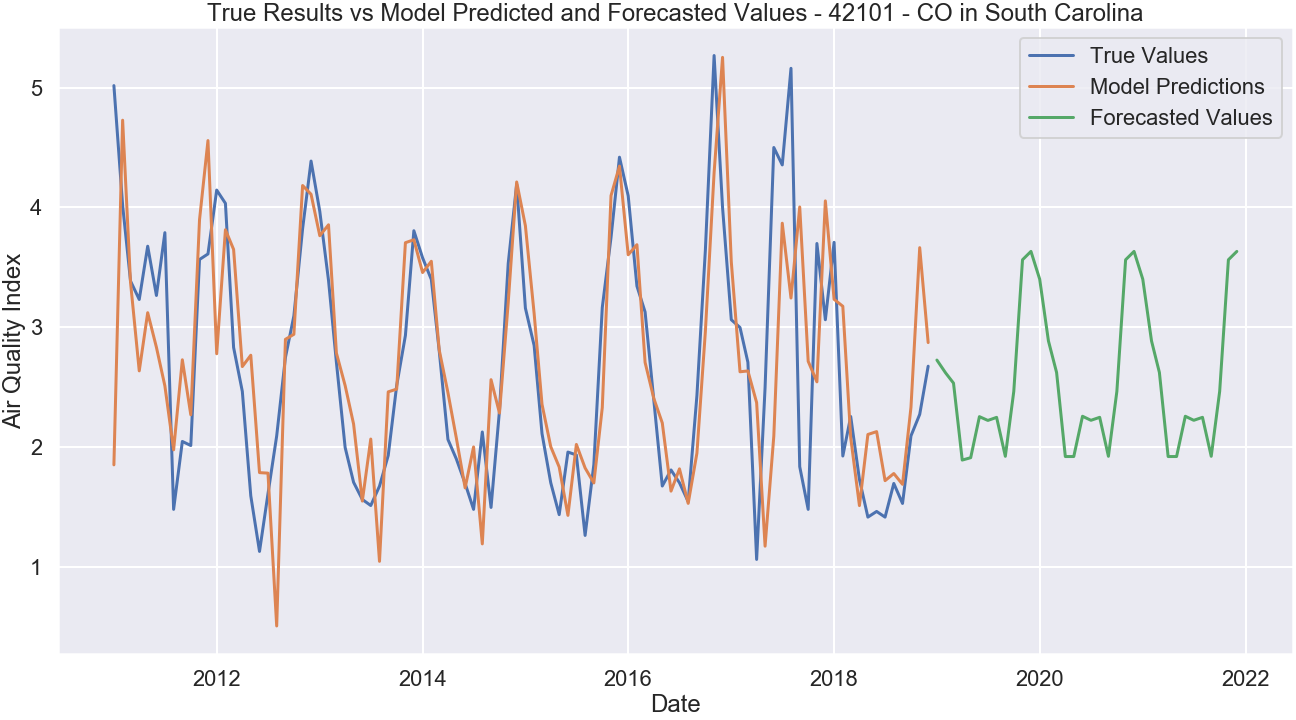 True Results vs Model Predicted and Forecasted Values - 42101 - CO in South Carolina
True Values
Model Predictions
Forecasted Values
Air Quality Index
5
4
3
2
1
2012 2014 2016 2018 2020 2022
Date